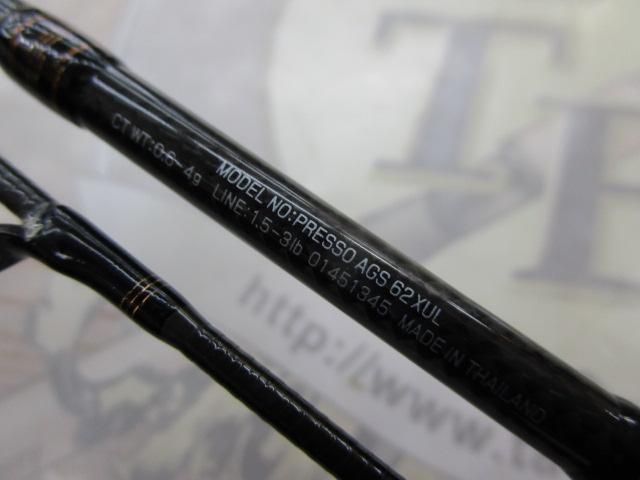 MODEL NO:PRESSO AGS 62XUL
CT WT:0.6-4g LINE:1.5-3lb 01451345 MADE IN THAILAND
http://www.t